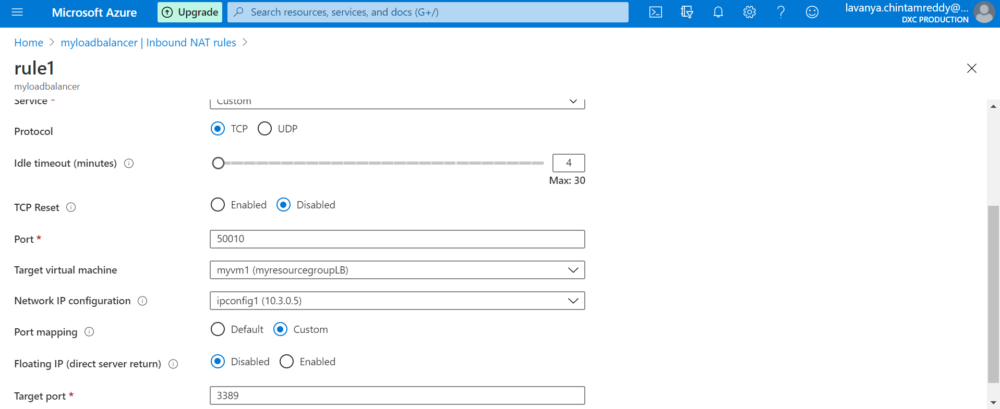 Microsoft Azure
Upgrade
Search resources, services, and docs (G+/)
lavanya.chintamreddy@...
DXC PRODUCTION
Home > myloadbalancer | Inbound NAT rules >
rule1
myloadbalancer
Service *
Custom
Protocol
TCP
UDP
Idle timeout (minutes)
4
Max: 30
TCP Reset
Enabled
Disabled
Port *
50010
Target virtual machine
myvm1 (myresourcegroupLB)
Network IP configuration
ipconfig1 (10.3.0.5)
Port mapping
Default
Custom
Floating IP (direct server return)
Disabled
Enabled
Target port *
3389